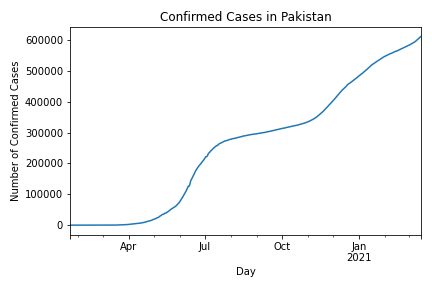 Confirmed Cases in Pakistan
Number of Confirmed Cases
600000
500000
400000
300000
200000
100000
0
Apr
Jul
Oct
Jan
2021
Day